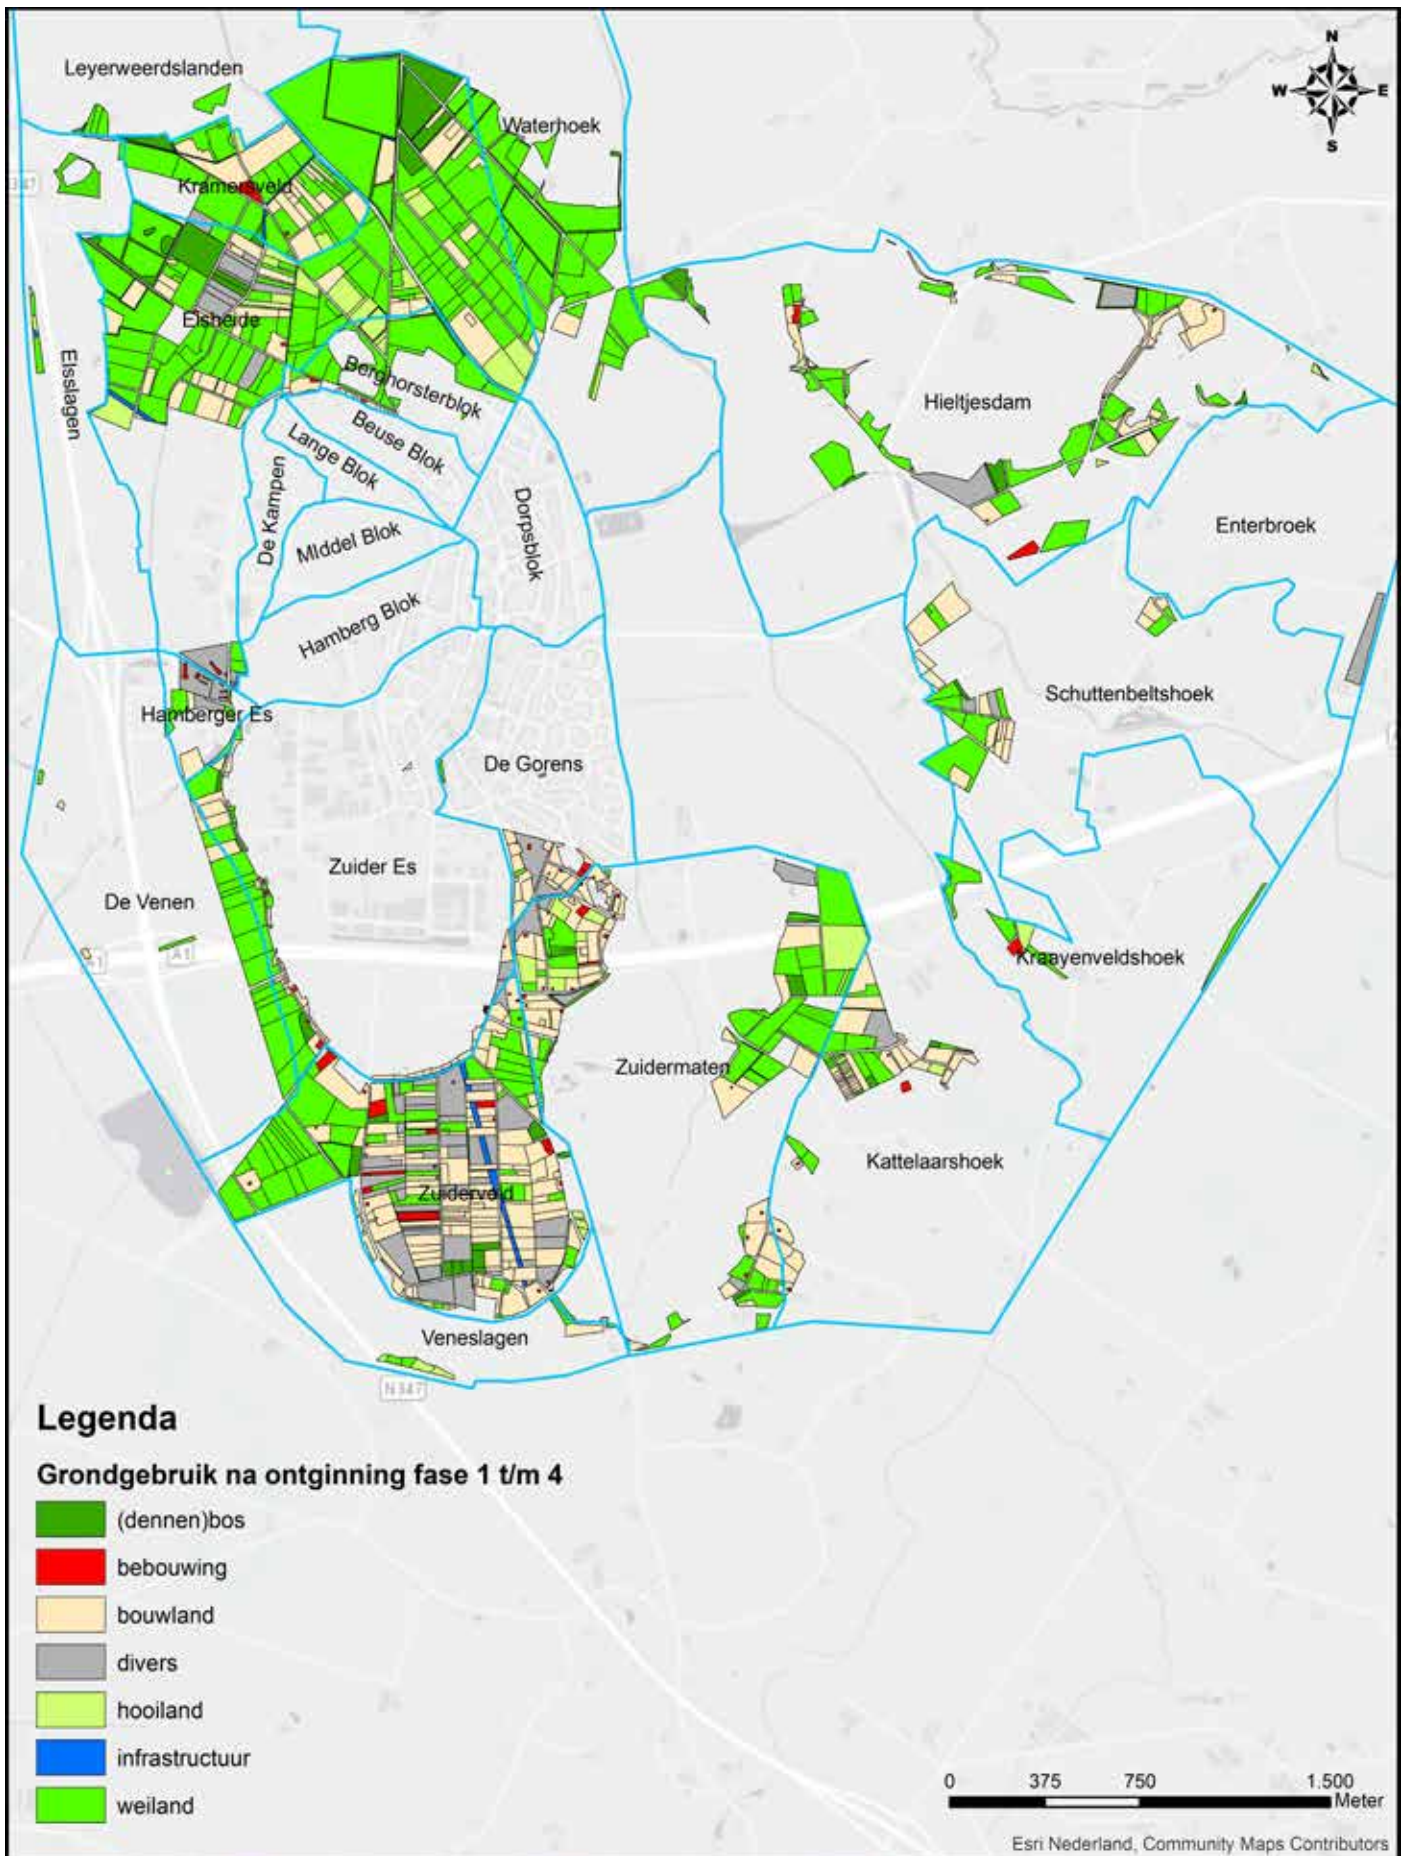 N
W E
S
Leyerweerdslanden
Waterhoek
Kramersveld
Elsheide
Elsslagen
Berghorsterblok
Beuse Blok
Lange Blok
De Kampen
MIddel Blok
Dorpsblok
Hamberg Blok
Hieltjesdam
Enterbroek
Schuttenbeltshoek
Hamberger Es
De Gorens
Zuider Es
De Venen
A1
A1
Kraayenveldshoek
Zuidermaten
Kattelaarshoek
Zuiderveld
Veneslagen
N347
Legenda
Grondgebruik na ontginning fase 1 t/m 4
(dennen)bos
bebouwing
bouwland
divers
hooiland
infrastructuur
weiland
0 375 750 1.500
Meter
Esri Nederland, Community Maps Contributors